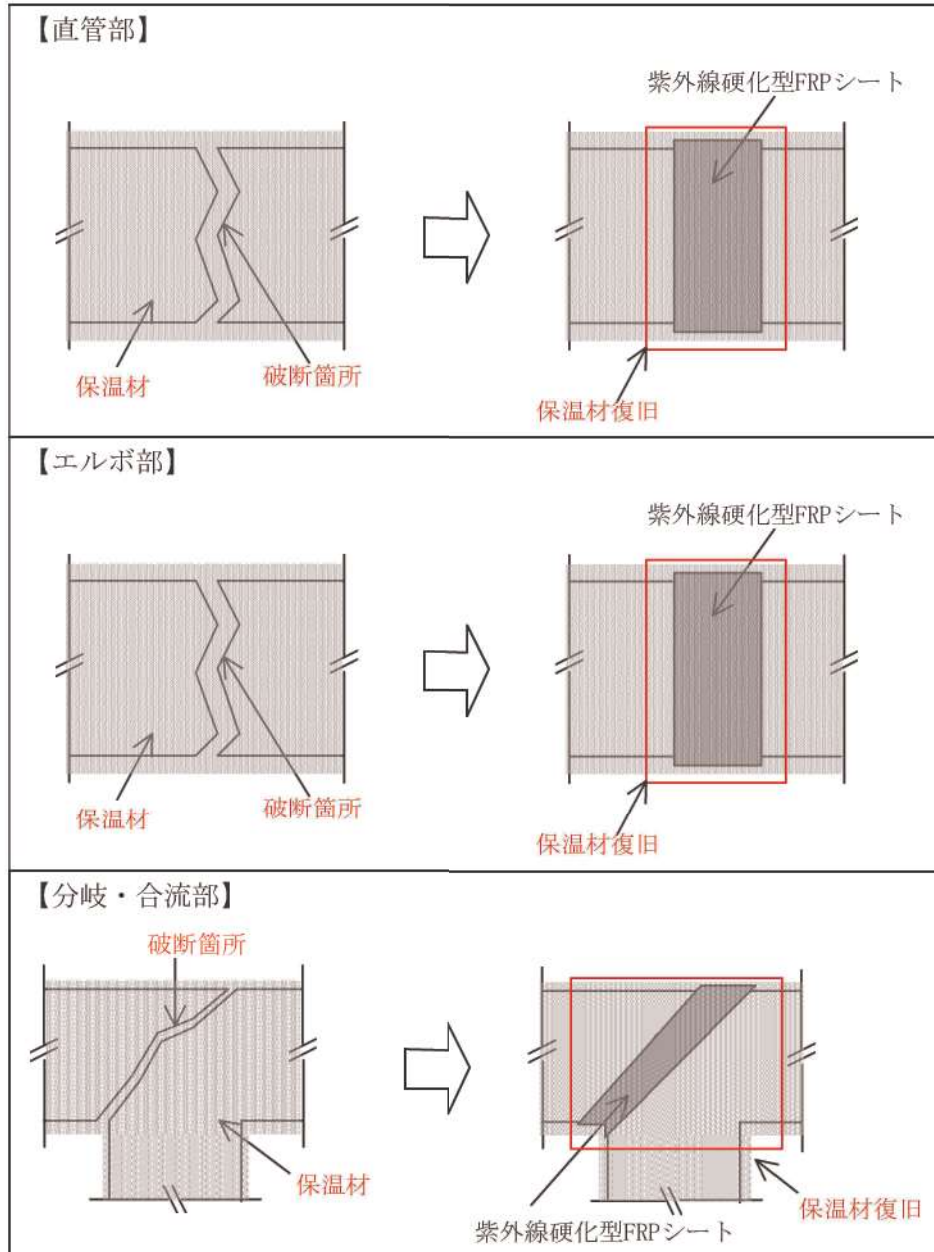 【直管部】
紫外線硬化型FRPシート
保温材
破断箇所
保温材復旧
【エルボ部】
紫外線硬化型FRPシート
保温材
破断箇所
保温材復旧
【分岐・合流部】
破断箇所
保温材
保温材復旧
紫外線硬化型FRPシート